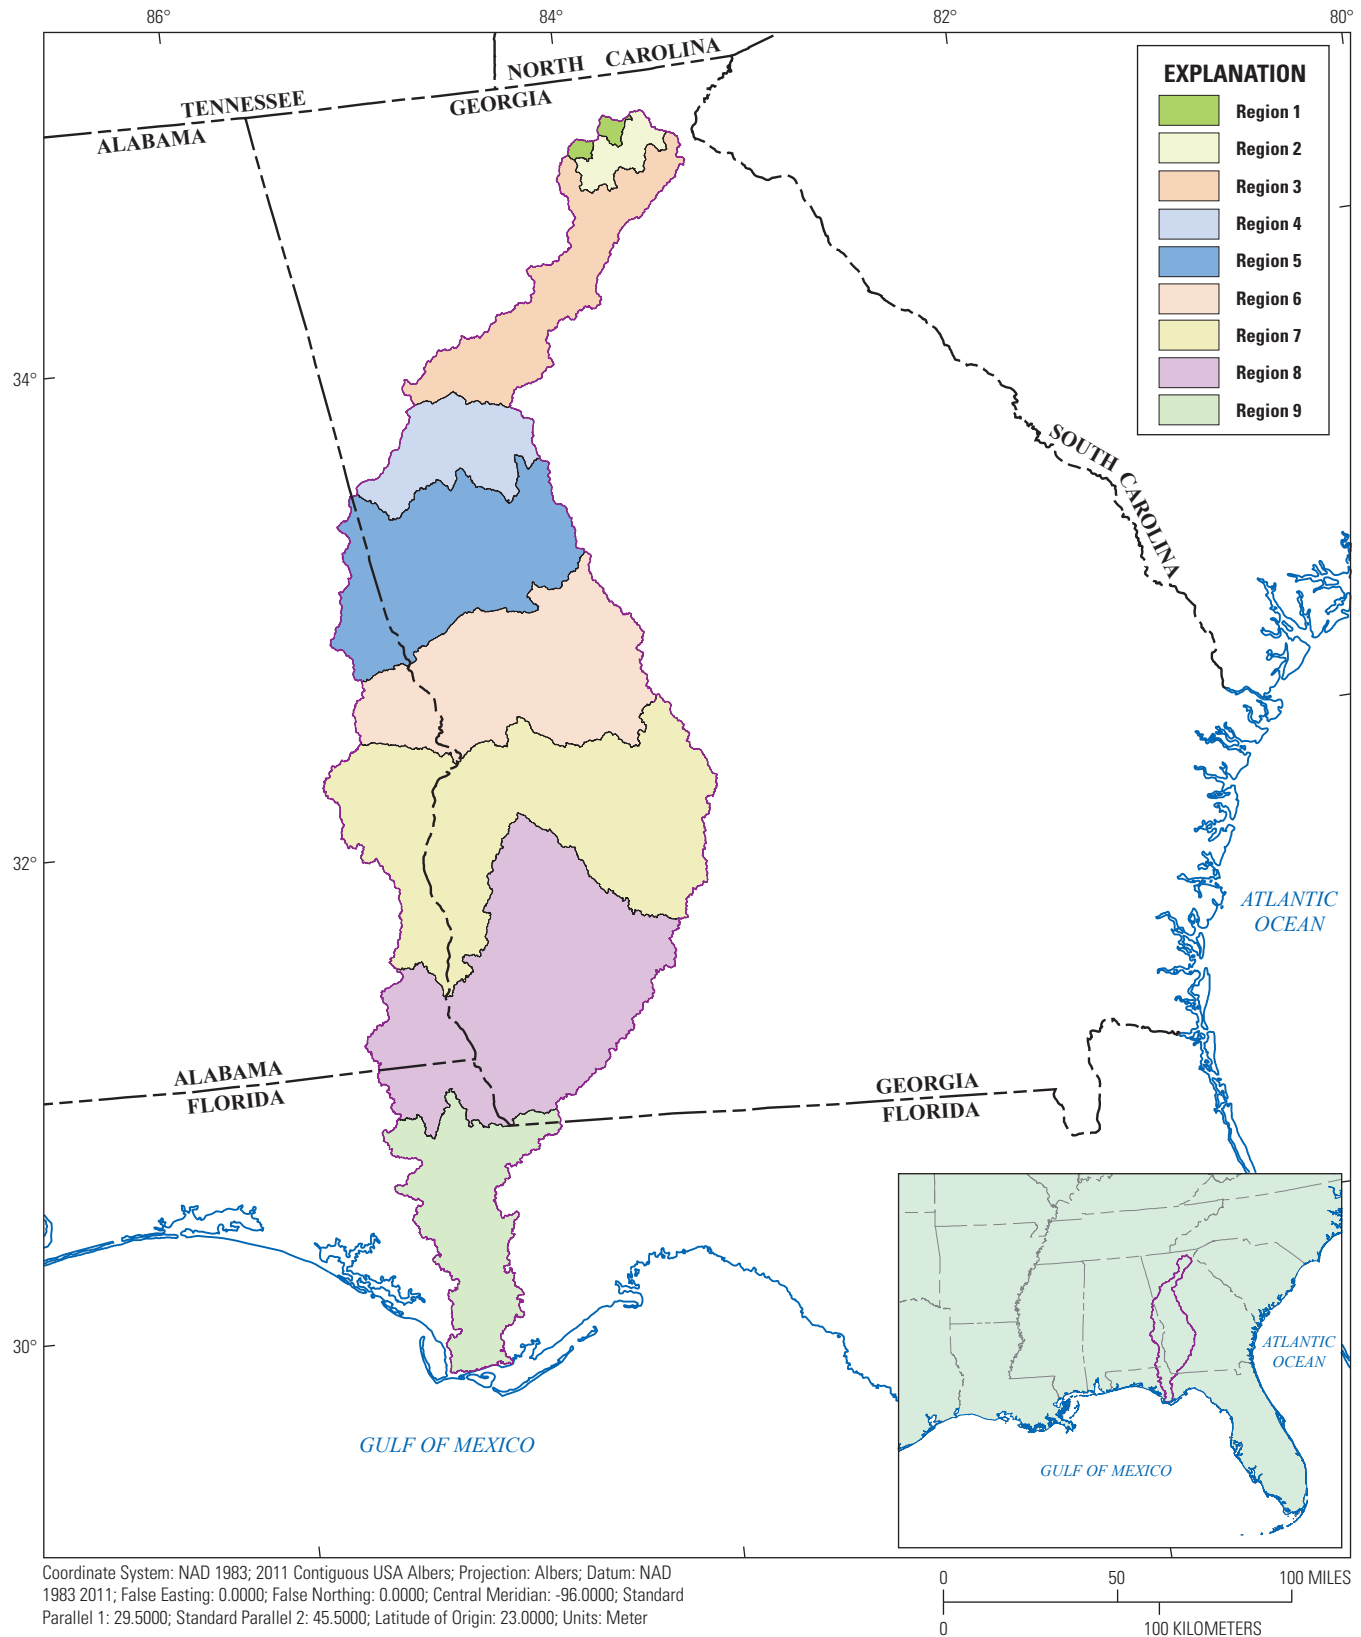 86°
84°
82°
80°
NORTH CAROLINA
TENNESSEE
GEORGIA
ALABAMA
EXPLANATION
Region 1
Region 2
Region 3
Region 4
Region 5
Region 6
Region 7
Region 8
Region 9
34°
SOUTH CAROLINA
32°
ATLANTIC
OCEAN
ALABAMA
FLORIDA
GEORGIA
FLORIDA
30°
ATLANTIC
OCEAN
GULF OF MEXICO
GULF OF MEXICO
Coordinate System: NAD 1983; 2011 Contiguous USA Albers; Projection: Albers; Datum: NAD
1983 2011; False Easting: 0.0000; False Northing: 0.0000; Central Meridian: -96.0000; Standard
Parallel 1: 29.5000; Standard Parallel 2: 45.5000; Latitude of Origin: 23.0000; Units: Meter
0 50 100 MILES
0 100 KILOMETERS